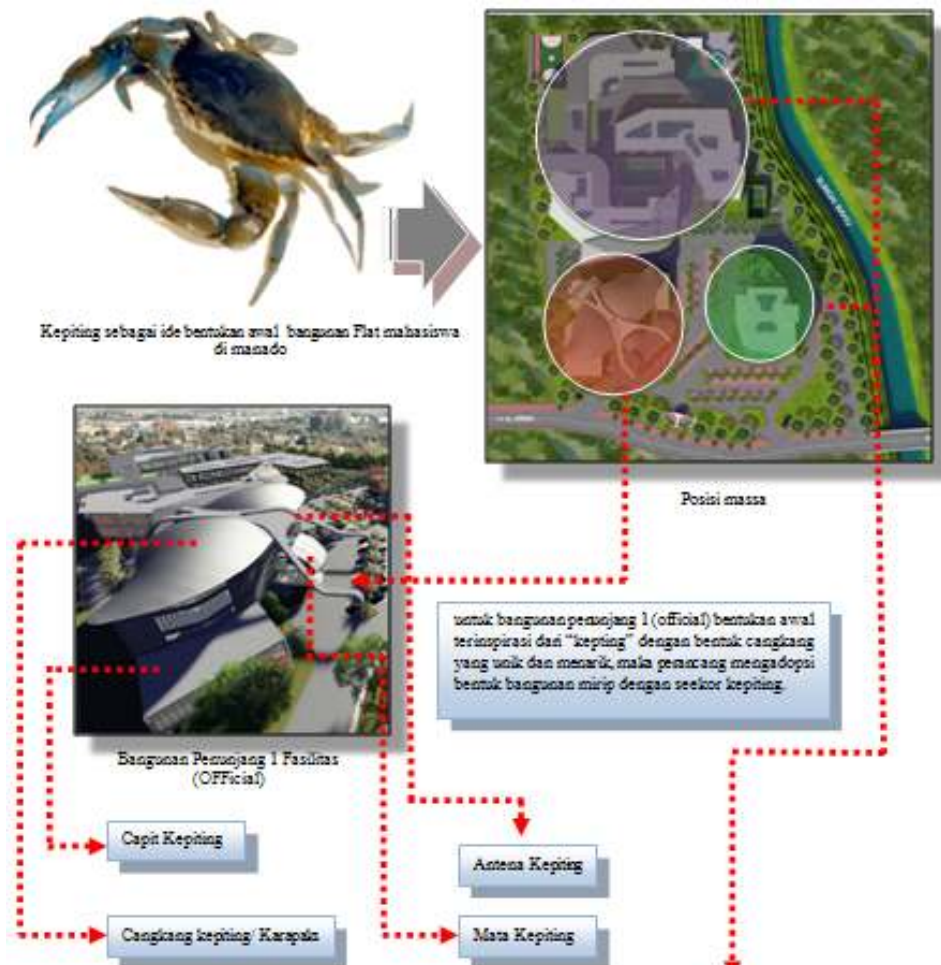 Kepiting sebagai ide bentukan awal bangunan Flat mahasiswa
di manado
Posisi massa
untuk bangunan penunjang 1 (official) bentukan awal
terinspirasi dari “kepting” dengan bentuk cangkang
yang unik dan menarik, maka perancang mengadopsi
bentuk bangunan mirip dengan seekor kepiting.
Bangunan Penunjang 1 Fasilitas
(OFFicial)
Capit Kepiting
Antena Kepiting
Cangkang kepiting/ Karapaks
Mata Kepiting